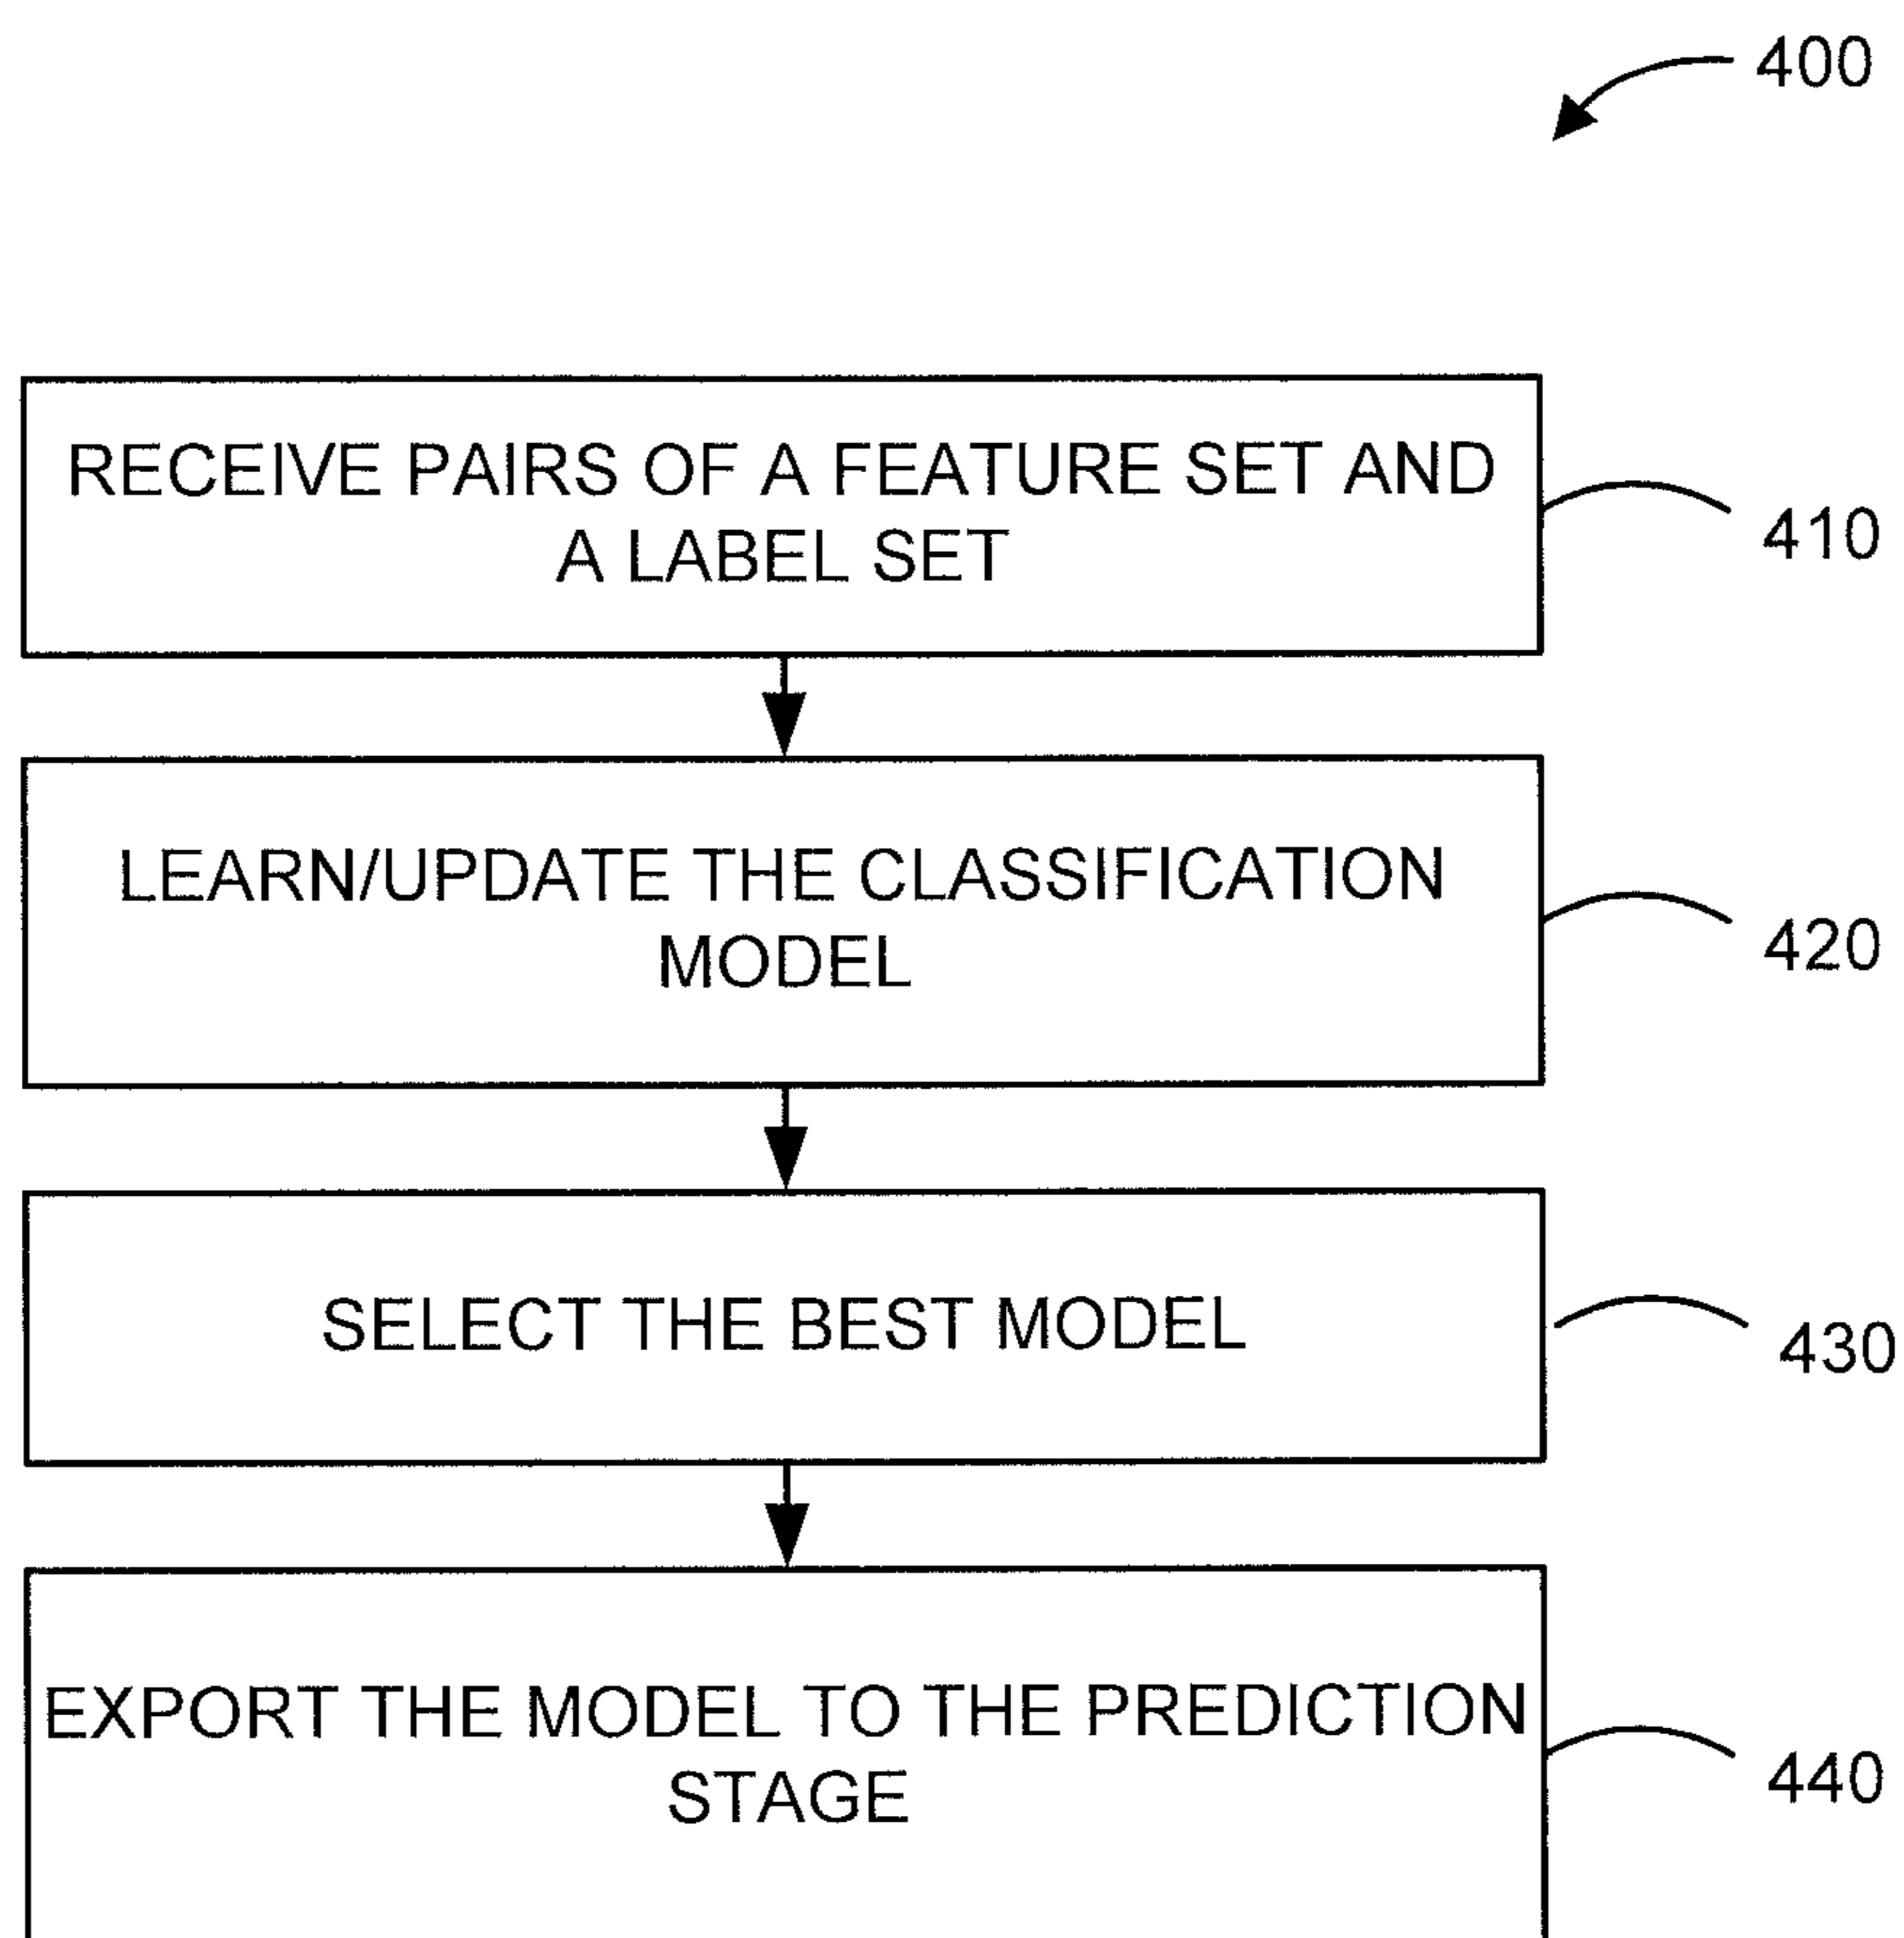 400
RECEIVE PAIRS OF A FEATURE SET AND
A LABEL SET
410
LEARN/UPDATE THE CLASSIFICATION
MODEL
420
SELECT THE BEST MODEL
430
EXPORT THE MODEL TO THE PREDICTION
STAGE
440